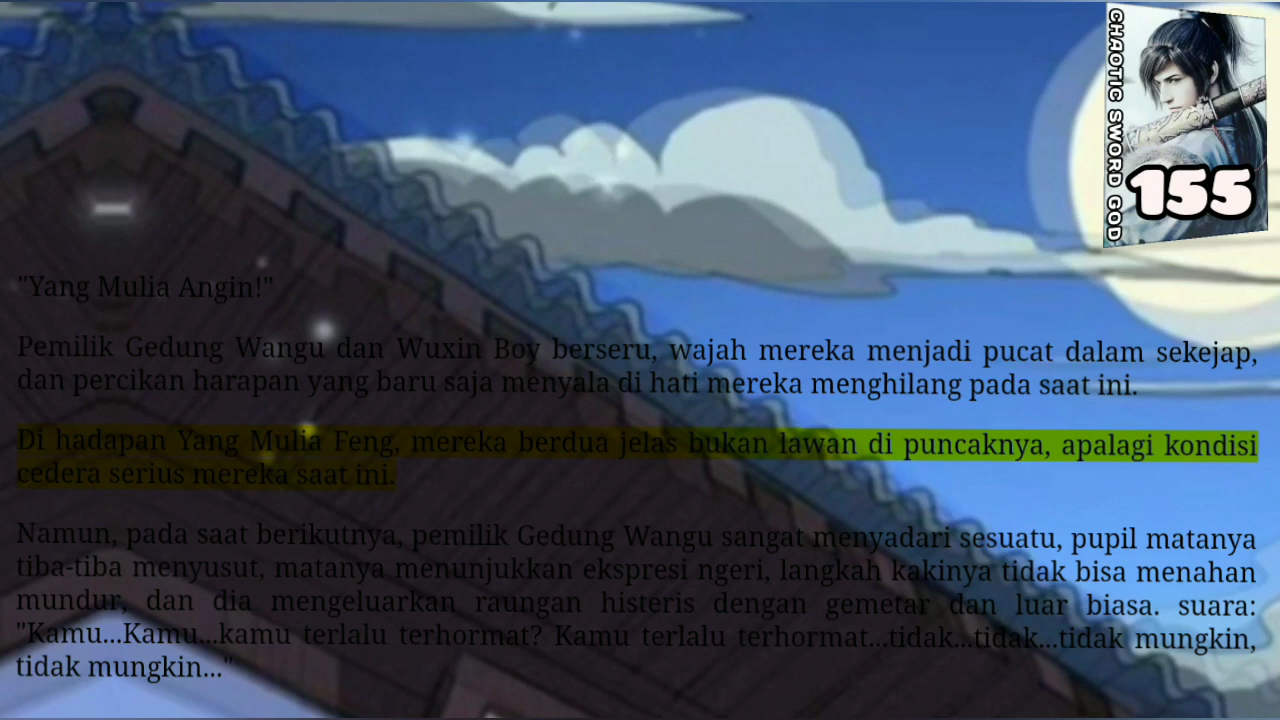 CHAOTIC SWORD GOD
155
"Yang Mulia Angin!"
Pemilik Gedung Wangu dan Wuxin Boy berseru, wajah mereka menjadi pucat dalam sekejap,
dan percikan harapan yang baru saja menyala di hati mereka menghilang pada saat ini.
Di hadapan Yang Mulia Feng, mereka berdua jelas bukan lawan di puncaknya, apalagi kondisi
cedera serius mereka saat ini.
Namun, pada saat berikutnya, pemilik Gedung Wangu sangat menyadari sesuatu, pupil matanya
tiba-tiba menyusut, matanya menunjukkan ekspresi ngeri, langkah kakinya tidak bisa menahan
mundur, dan dia mengeluarkan raungan histeris dengan gemetar dan luar biasa. suara:
"Kamu...Kamu...kamu terlalu terhormat? Kamu terlalu terhormat...tidak...tidak...tidak mungkin,
tidak mungkin..."